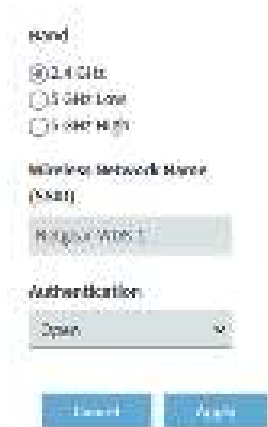 Band
2.4 GHz
5 GHz Low
5 GHz High
Wireless Network Name
(SSID)
Authentication
Open
Cancel
Apply